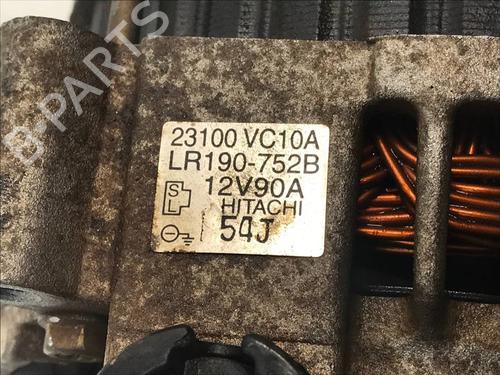 B-PARTS
23100 VC10A
LR190-752B
S
L
12V90A
HITACHI
54J